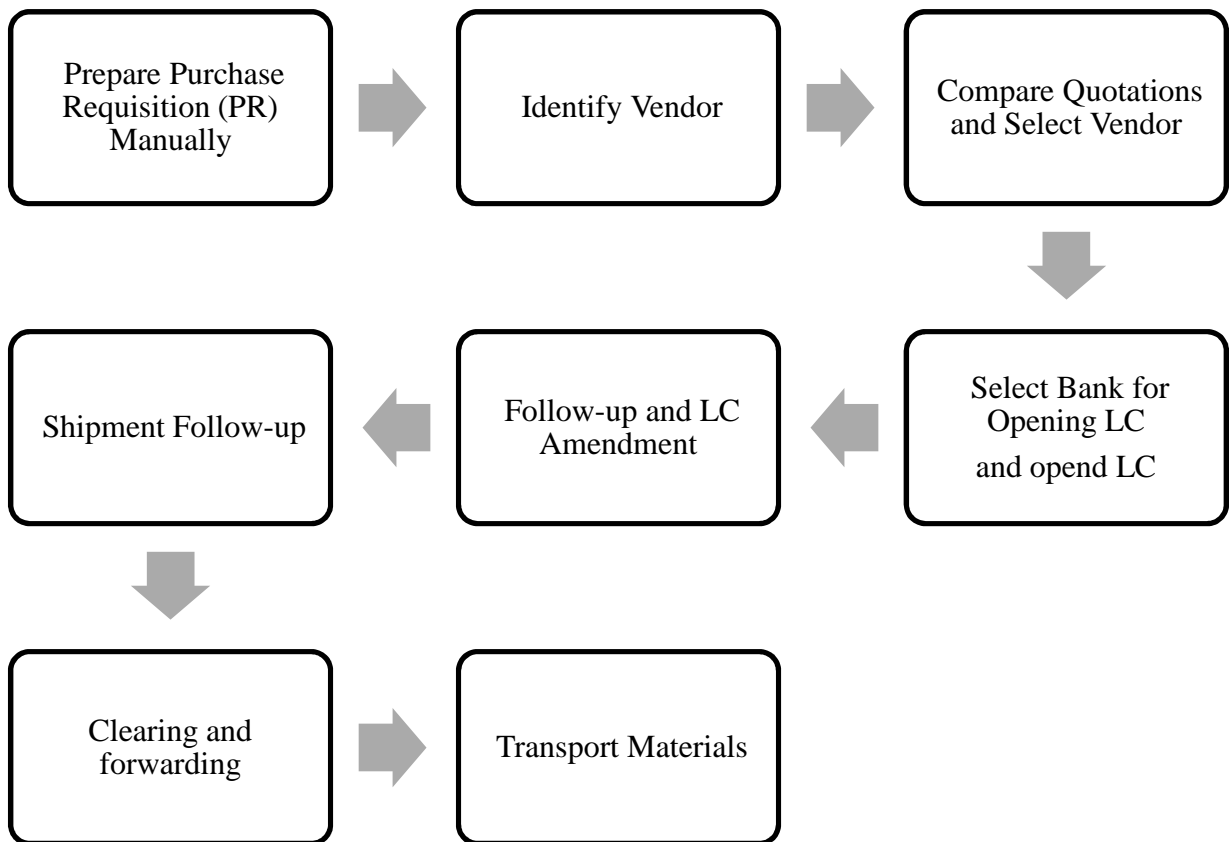 Prepare Purchase
Requisition (PR)
Manually
Identify Vendor
Compare Quotations
and Select Vendor
Select Bank for
Opening LC
and opend LC
Follow-up and LC
Amendment
Shipment Follow-up
Clearing and
forwarding
Transport Materials